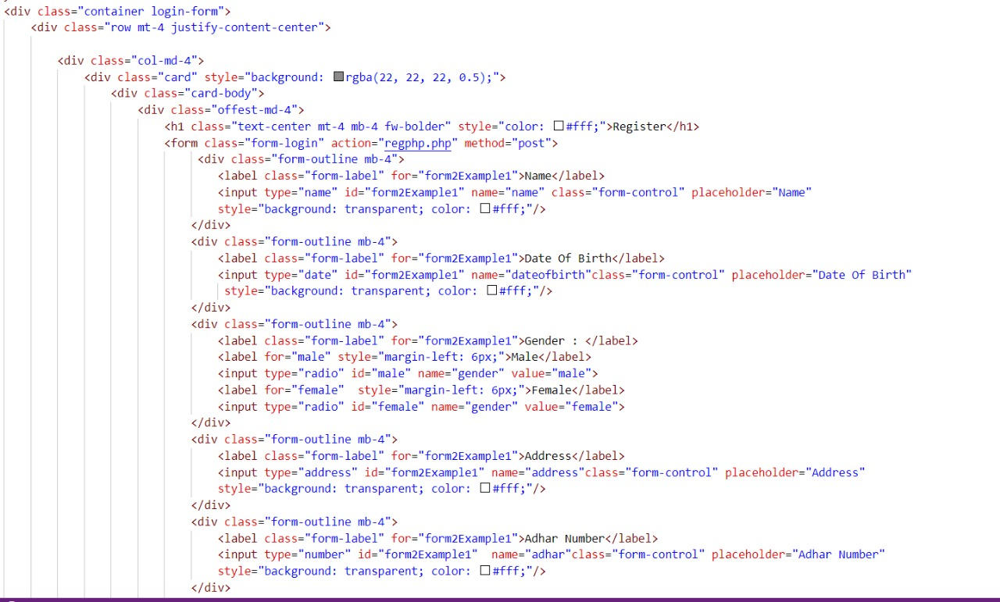 <div class="container login-form">
<div class="row mt-4 justify-content-center">
<div class="col-md-4">
<div class="card" style="background: rgba(22, 22, 22, 0.5);">
<div class="card-body">
<div class="offest-md-4">
<h1 class="text-center mt-4 mb-4 fw-bolder" style="color: #fff;">Register</h1>
<form class="form-login" action="regphp.php" method="post">
<div class="form-outline mb-4">
<label class="form-label" for="form2Example1">Name</label>
<input type="name" id="form2Example1" name="name" class="form-control" placeholder="Name"
style="background: transparent; color: #fff;"/>
</div>
<div class="form-outline mb-4">
<label class="form-label" for="form2Example1">Date Of Birth</label>
<input type="date" id="form2Example1" name="dateofbirth"class="form-control" placeholder="Date Of Birth"
style="background: transparent; color: #fff;"/>
</div>
<div class="form-outline mb-4">
<label class="form-label" for="form2Example1">Gender : </label>
<label for="male" style="margin-left: 6px;">Male</label>
<input type="radio" id="male" name="gender" value="male">
<label for="female"  style="margin-left: 6px;">Female</label>
<input type="radio" id="female" name="gender" value="female">
</div>
<div class="form-outline mb-4">
<label class="form-label" for="form2Example1">Address</label>
<input type="address" id="form2Example1" name="address"class="form-control" placeholder="Address"
style="background: transparent; color: #fff;"/>
</div>
<div class="form-outline mb-4">
<label class="form-label" for="form2Example1">Adhar Number</label>
<input type="number" id="form2Example1"  name="adhar"class="form-control" placeholder="Adhar Number"
style="background: transparent; color: #fff;"/>
</div>